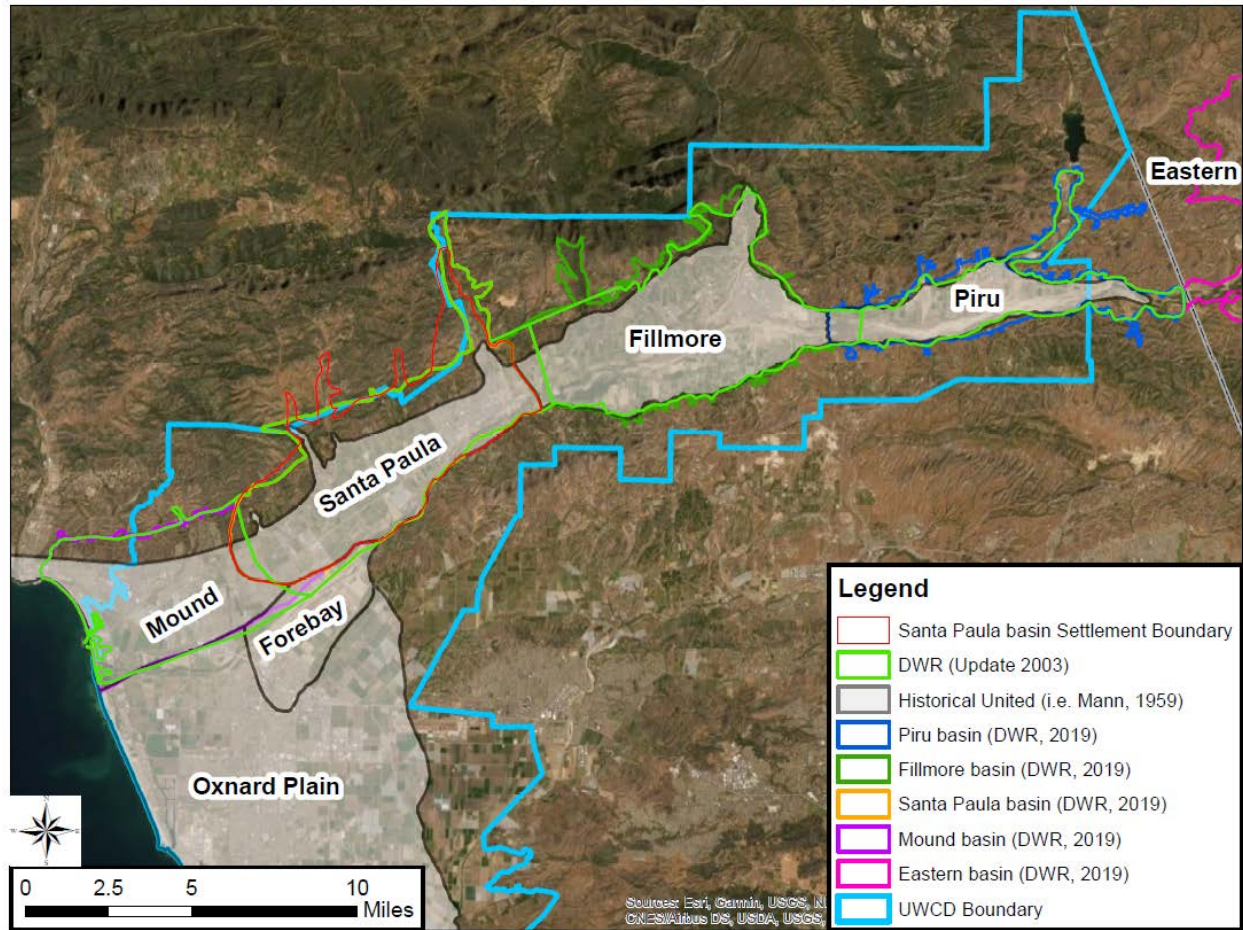 Eastern
Piru
Fillmore
Santa Paula
Mound
Forebay
Oxnard Plain
Legend
Santa Paula basin Settlement Boundary
DWR (Update 2003)
Historical United (i.e. Mann, 1959)
Piru basin (DWR, 2019)
Fillmore basin (DWR, 2019)
Santa Paula basin (DWR, 2019)
Mound basin (DWR, 2019)
Eastern basin (DWR, 2019)
UWCD Boundary
N
W
E
S
0 2.5 5 10
Miles
Sources: Esri, Garmin, USGS, N
CNES/Airbus DS, USDA, USGS,